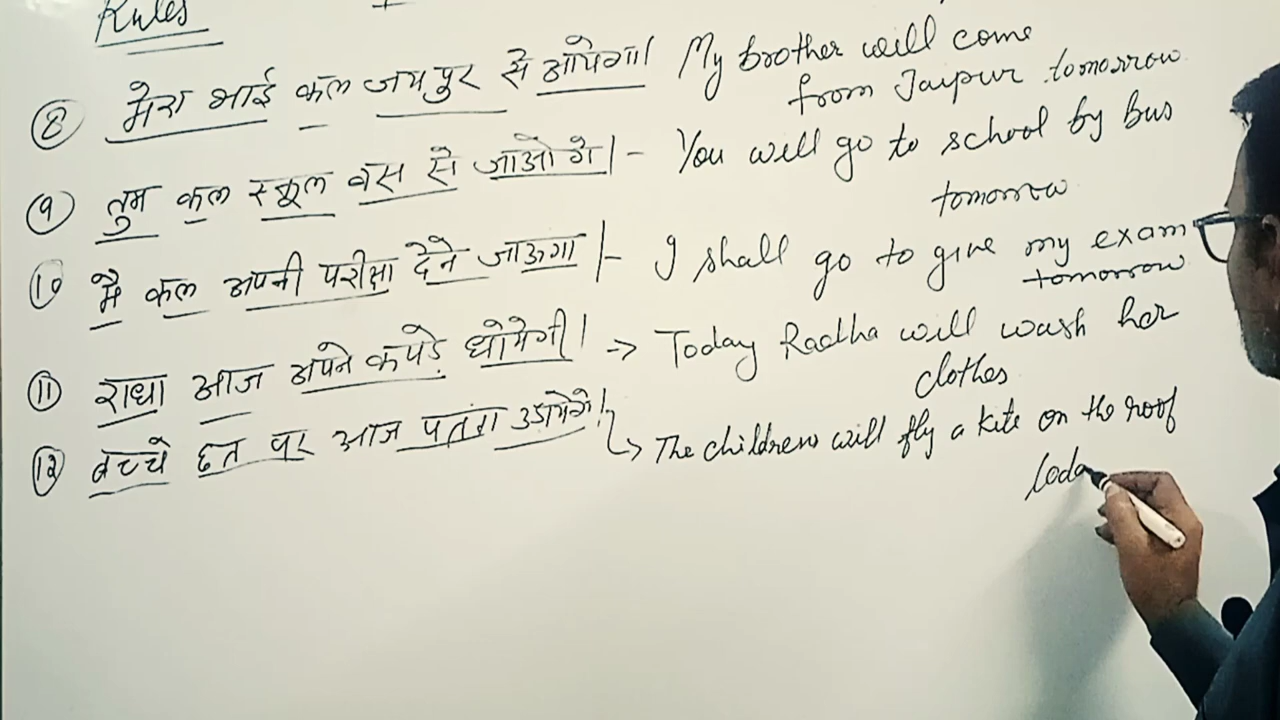 Rules
⑧ मेरा भाई कल जयपुर से आयेगा। My brother will come
from Jaipur tomorrow.
⑨ तुम कल स्कूल बस से जाओगे। - You will go to school by bus
tomorrow.
⑩ मै कल अपनी परीक्षा देने जाऊगा। - I shall go to give my exam
tomorrow.
⑪ राधा आज अपने कपड़े धोयेगी। → Today Radha will wash her
clothes
⑫ बच्चे छत पर आज पतंग उडायेगे। → The children will fly a kite on the roof
toda